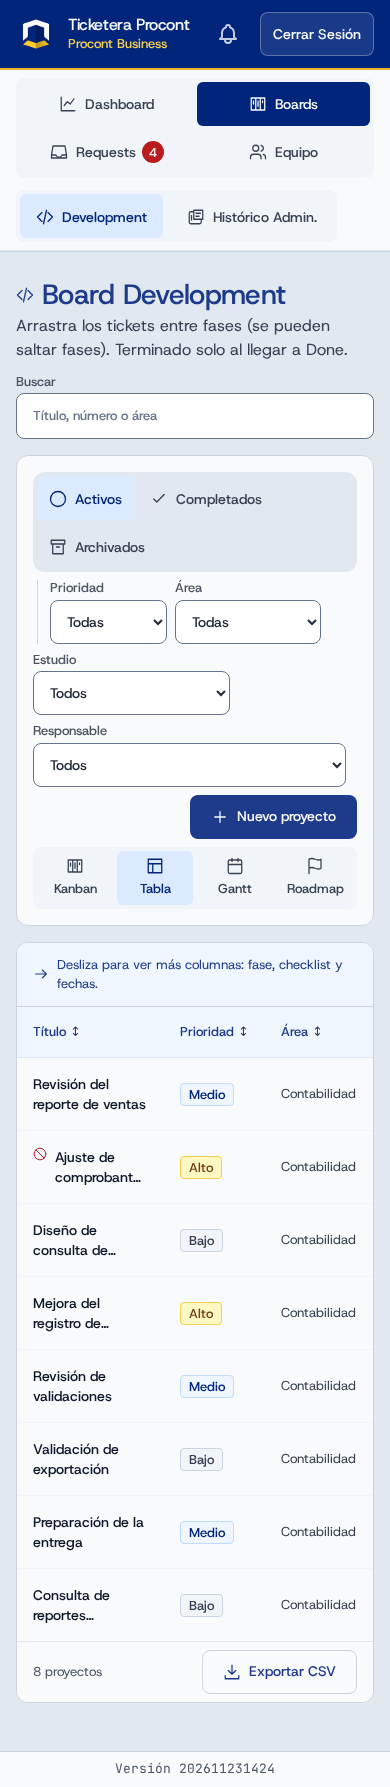 Ticketera Procont
Procont Business
Cerrar Sesión
Dashboard
Boards
Requests 4
Equipo
Development
Histórico Admin.
Board Development
Arrastra los tickets entre fases (se pueden
saltar fases). Terminado solo al llegar a Done.
Buscar
Título, número o área
Activos
Completados
Archivados
Prioridad
Área
Todas
Todas
Estudio
Todos
Responsable
Todos
Nuevo proyecto
Kanban
Tabla
Gantt
Roadmap
Desliza para ver más columnas: fase, checklist y
fechas.
Título ↕ Prioridad ↕ Área ↕
Revisión del
reporte de ventas
Medio
Contabilidad
Ajuste de
comprobant…
Alto
Contabilidad
Diseño de
consulta de…
Bajo
Contabilidad
Mejora del
registro de…
Alto
Contabilidad
Revisión de
validaciones
Medio
Contabilidad
Validación de
exportación
Bajo
Contabilidad
Preparación de la
entrega
Medio
Contabilidad
Consulta de
reportes…
Bajo
Contabilidad
8 proyectos
Exportar CSV
Versión 202611231424